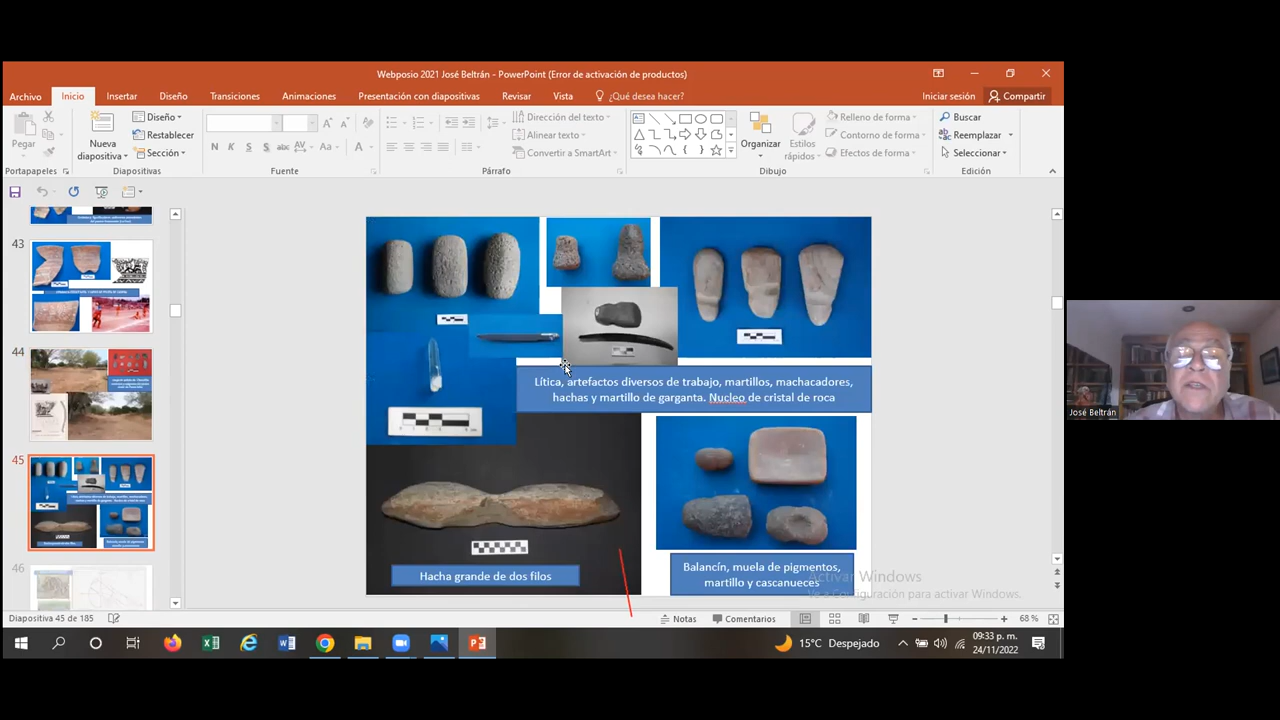 Webposio 2021 José Beltrán - PowerPoint (Error de activación de productos)
Archivo
Inicio
Insertar
Diseño
Transiciones
Animaciones
Presentación con diapositivas
Revisar
Vista
¿Qué desea hacer?
Iniciar sesión
Compartir
Pegar
Nueva
diapositiva
Diseño
Restablecer
Sección
N
K
S
abc
AV
Aa
A
Dirección del texto
Alinear texto
Convertir a SmartArt
Organizar
Estilos
rápidos
Relleno de forma
Contorno de forma
Efectos de forma
Buscar
Reemplazar
Seleccionar
Portapapeles
Diapositivas
Fuente
Párrafo
Dibujo
Edición
43
44
45
46
Lítica, artefactos diversos de trabajo, martillos, machacadores,
hachas y martillo de garganta. Nucleo de cristal de roca
Hacha grande de dos filos
Balancín, muela de pigmentos,
martillo y cascanueces
Activar Windows
Ve a Configuración para activar Windows.
José Beltrán
Diapositiva 45 de 185
Notas
Comentarios
68 %
15°C Despejado
09:33 p. m.
24/11/2022